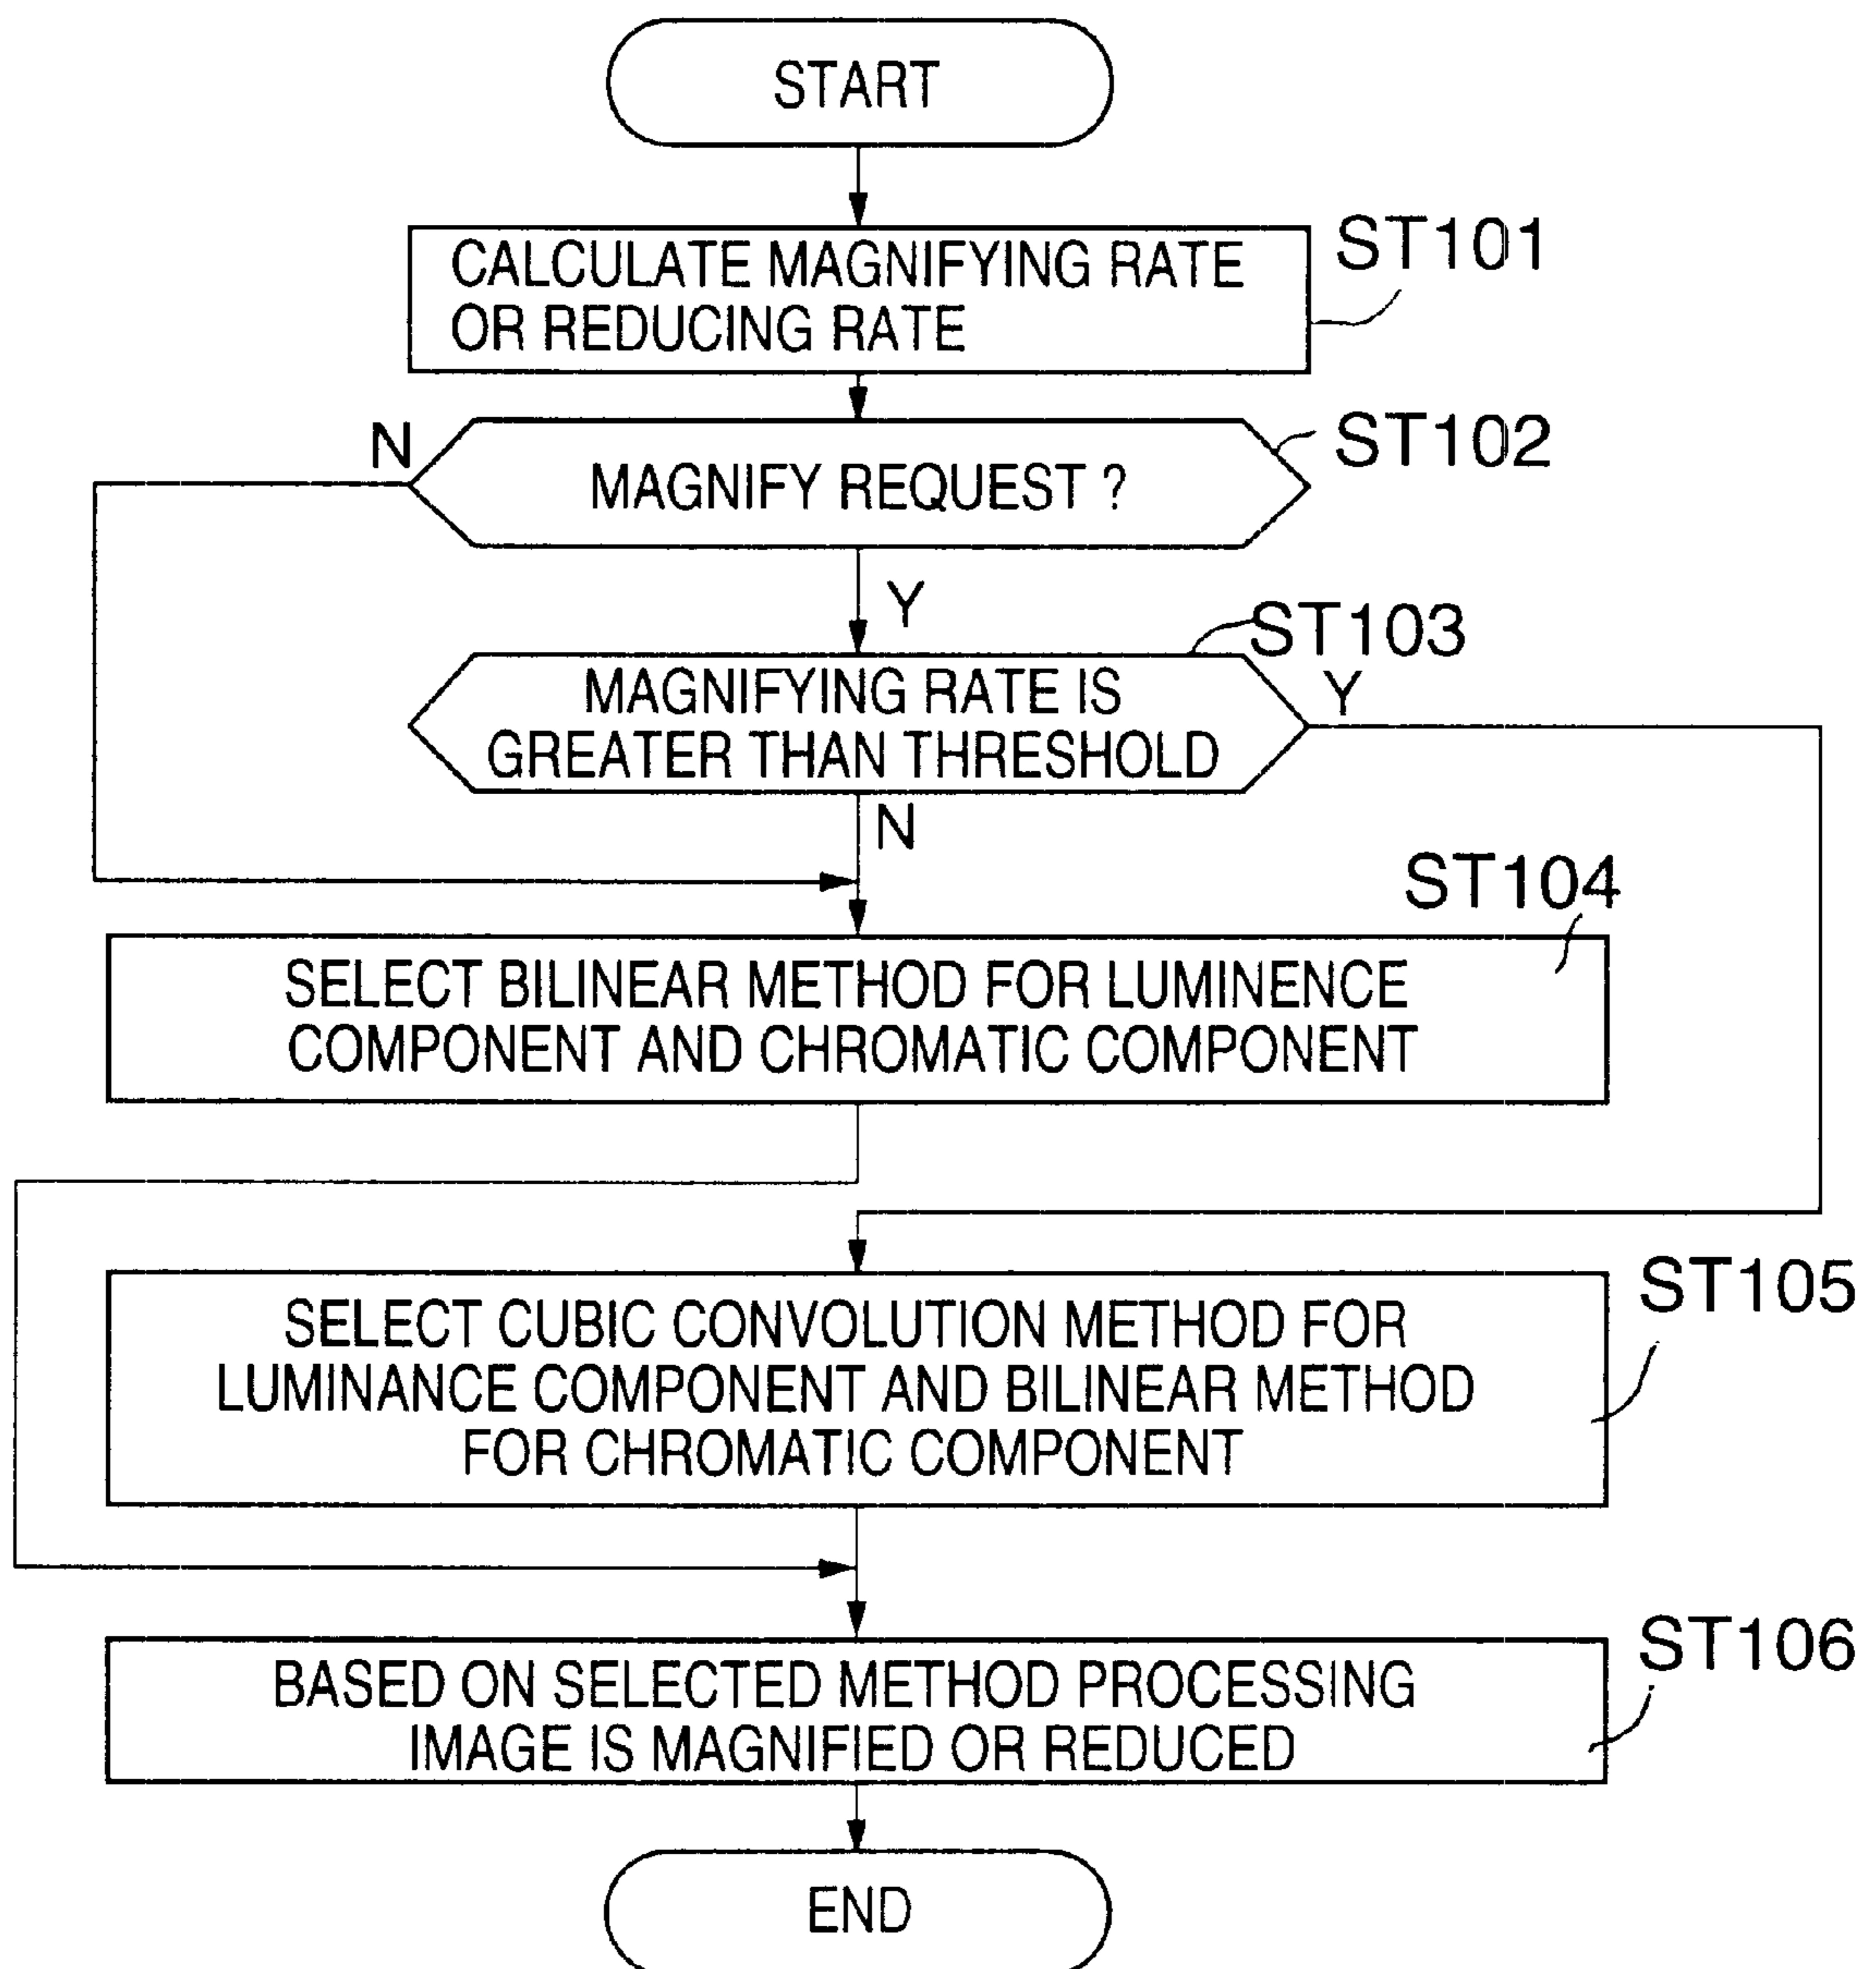 START
CALCULATE MAGNIFYING RATE
OR REDUCING RATE
ST101
N
MAGNIFY REQUEST ?
ST102
Y
ST103
MAGNIFYING RATE IS
GREATER THAN THRESHOLD
Y
N
ST104
SELECT BILINEAR METHOD FOR LUMINENCE
COMPONENT AND CHROMATIC COMPONENT
ST105
SELECT CUBIC CONVOLUTION METHOD FOR
LUMINANCE COMPONENT AND BILINEAR METHOD
FOR CHROMATIC COMPONENT
ST106
BASED ON SELECTED METHOD PROCESSING
IMAGE IS MAGNIFIED OR REDUCED
END